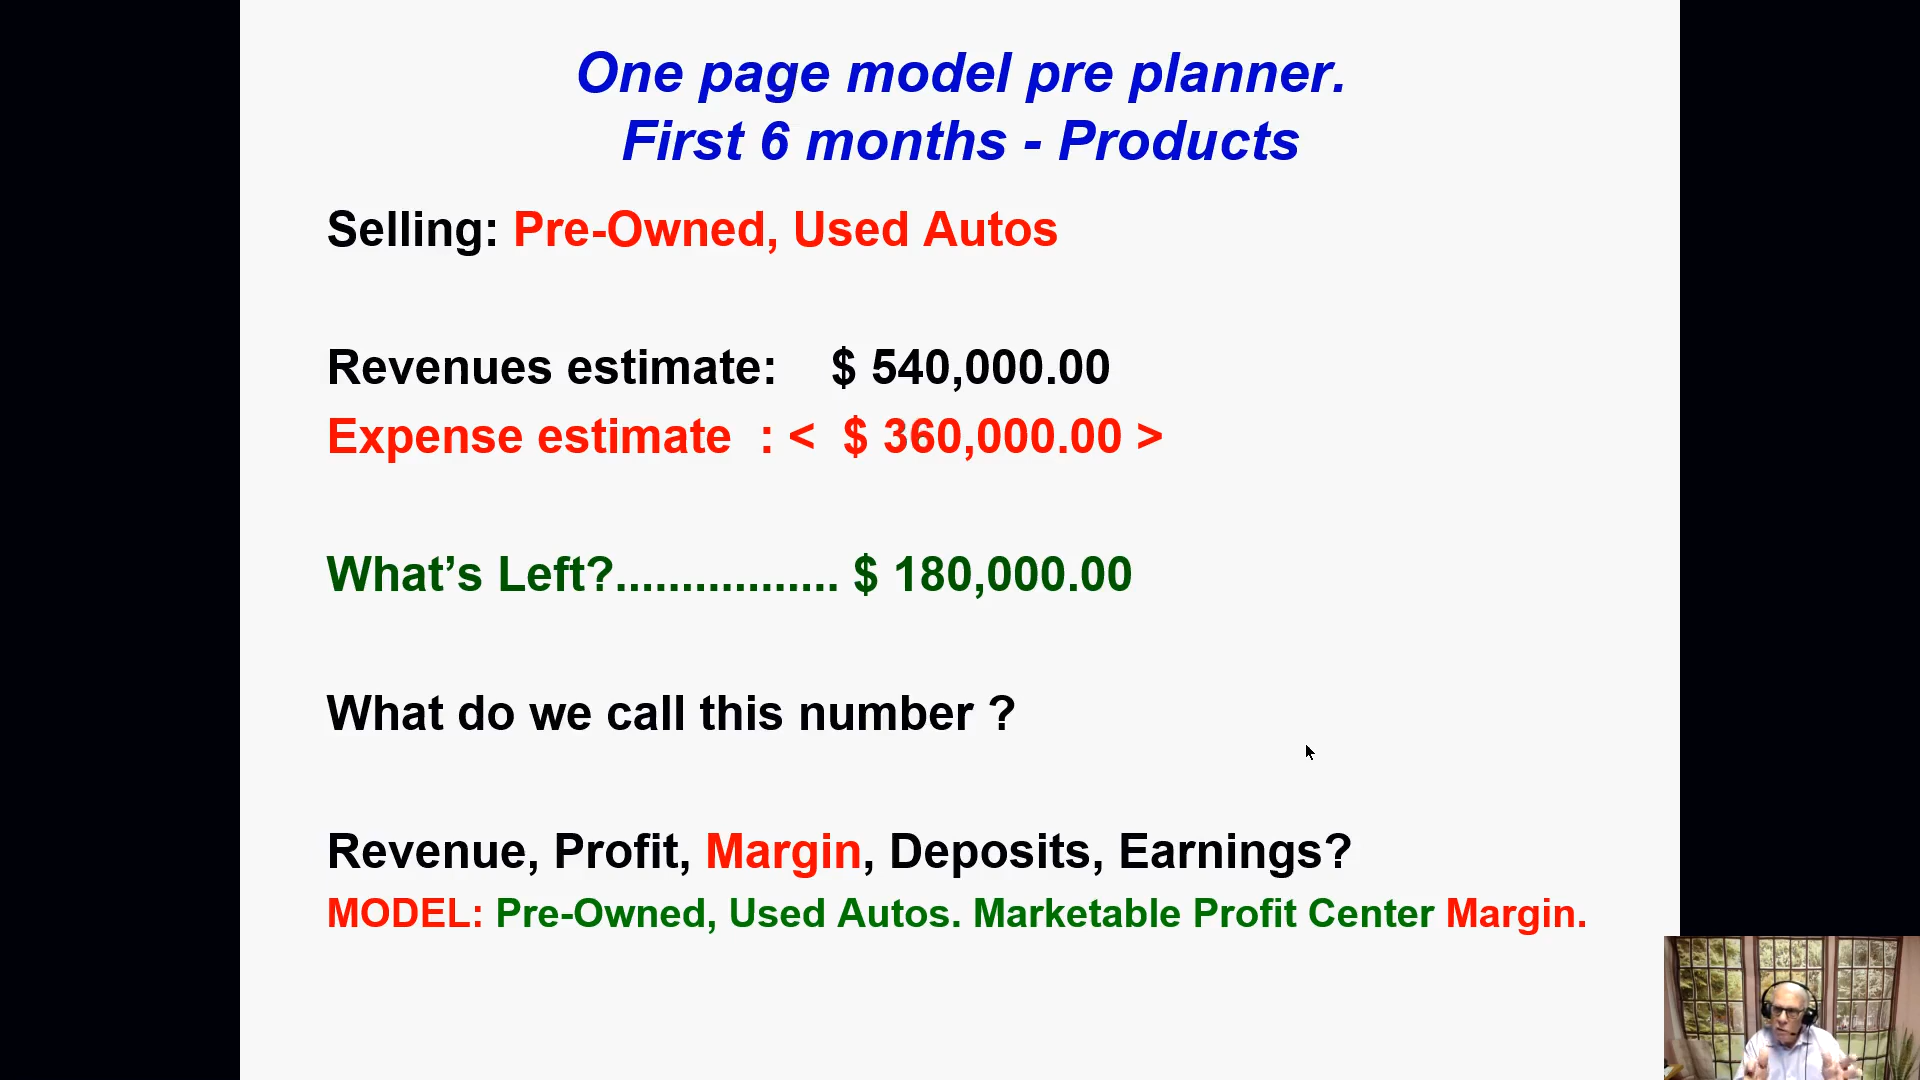 One page model pre planner.
First 6 months - Products
Selling: Pre-Owned, Used Autos
Revenues estimate: $ 540,000.00
Expense estimate : < $ 360,000.00 >
What’s Left?................. $ 180,000.00
What do we call this number ?
Revenue, Profit, Margin, Deposits, Earnings?
MODEL: Pre-Owned, Used Autos. Marketable Profit Center Margin.